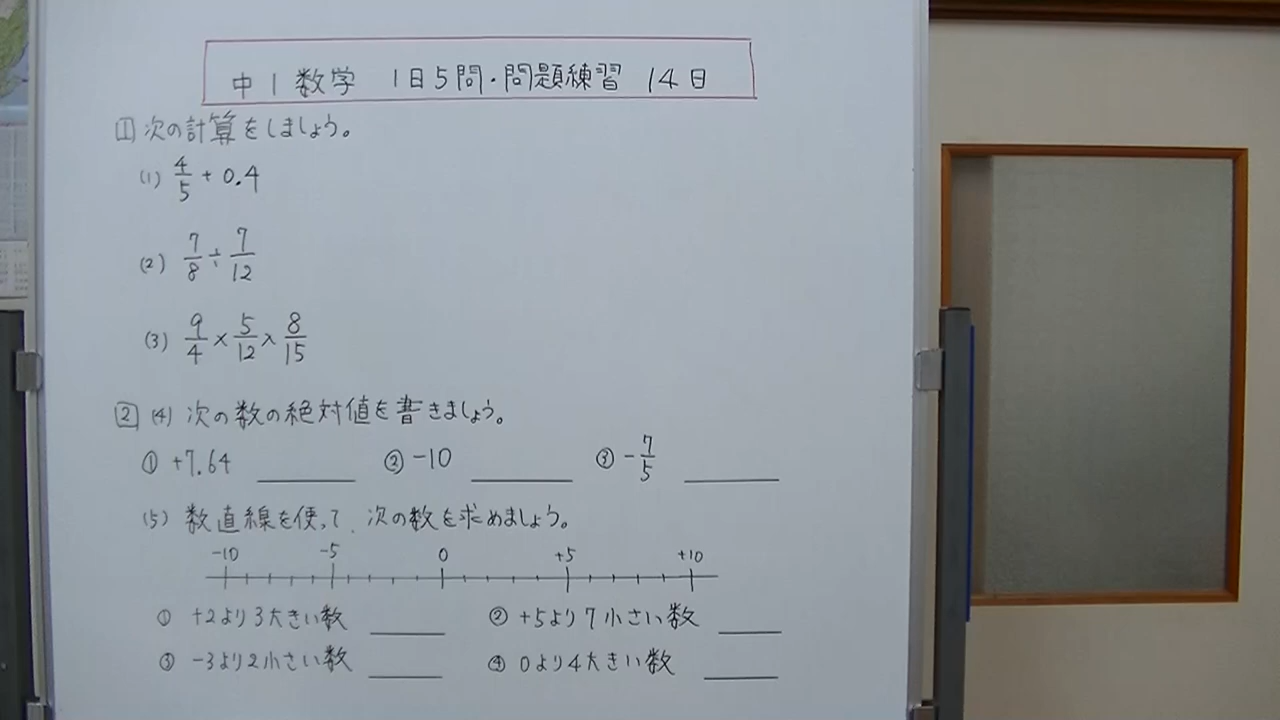 中1数学 1日5問・問題練習 14日
1 次の計算をしましょう。
(1) 4/5 + 0.4
(2) 7/8 ÷ 7/12
(3) 9/4 × 5/12 × 8/15
2 (4) 次の数の絶対値を書きましょう。
① +7.64 ② -10 ③ -7/5
(5) 数直線を使って、次の数を求めましょう。
-10 -5 0 +5 +10
① +2より3大きい数 ② +5より7小さい数
③ -3より2小さい数 ④ 0より4大きい数